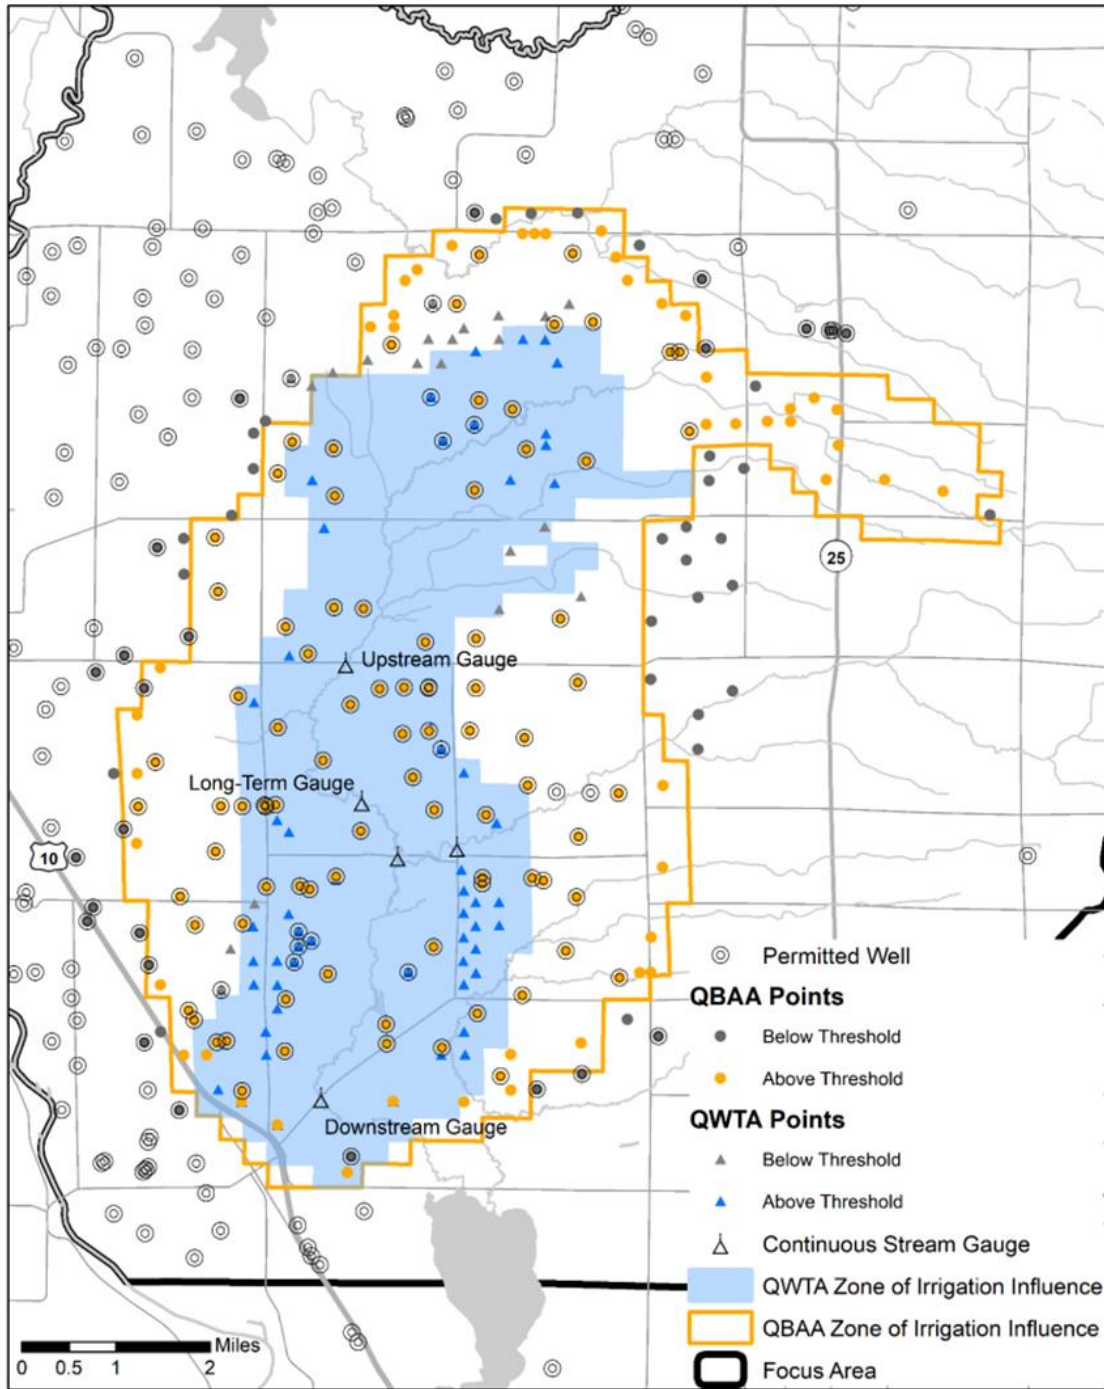 25
Upstream Gauge
Long-Term Gauge
10
Downstream Gauge
Permitted Well
QBAA Points
Below Threshold
Above Threshold
QWTA Points
Below Threshold
Above Threshold
Continuous Stream Gauge
QWTA Zone of Irrigation Influence
QBAA Zone of Irrigation Influence
Focus Area
Miles
0 0.5 1 2